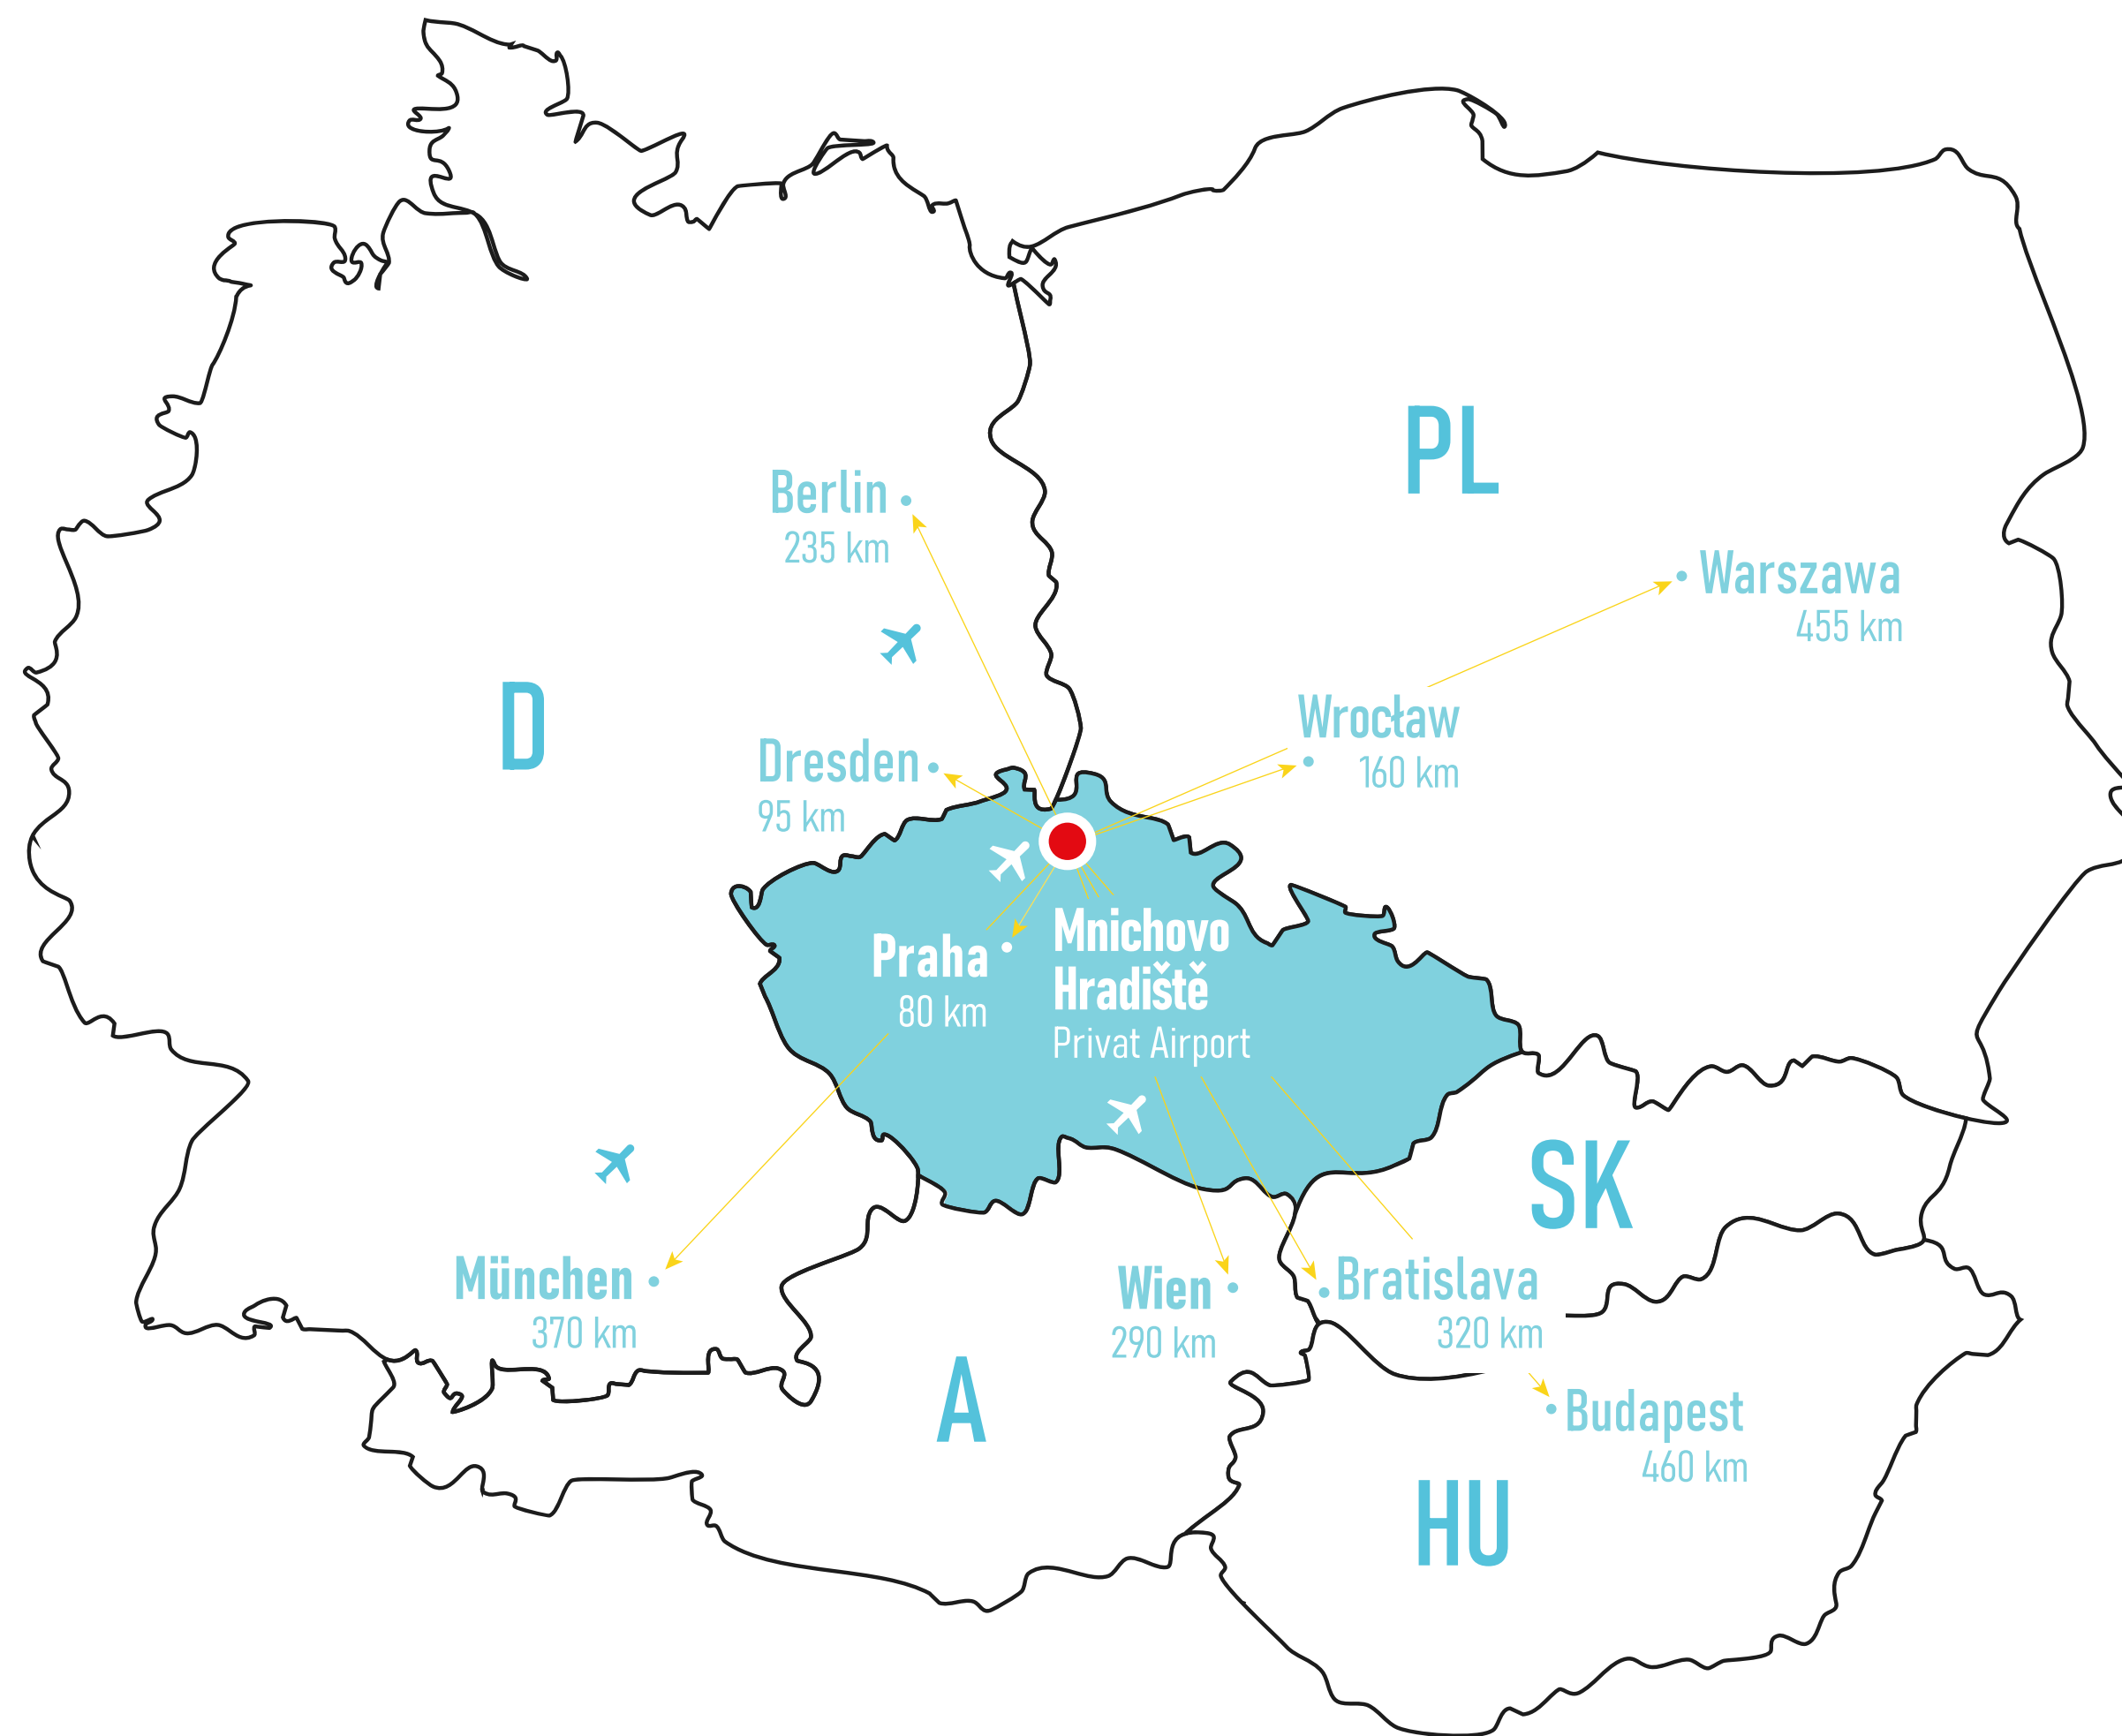 PL
Berlin
235 km
Warszawa
455 km
D
Wrocław
160 km
Dresden
95 km
Mnichovo
Hradiště
Privat Airport
Praha
80 km
SK
München
370 km
Wien
290 km
Bratislava
320 km
A
Budapest
440 km
HU